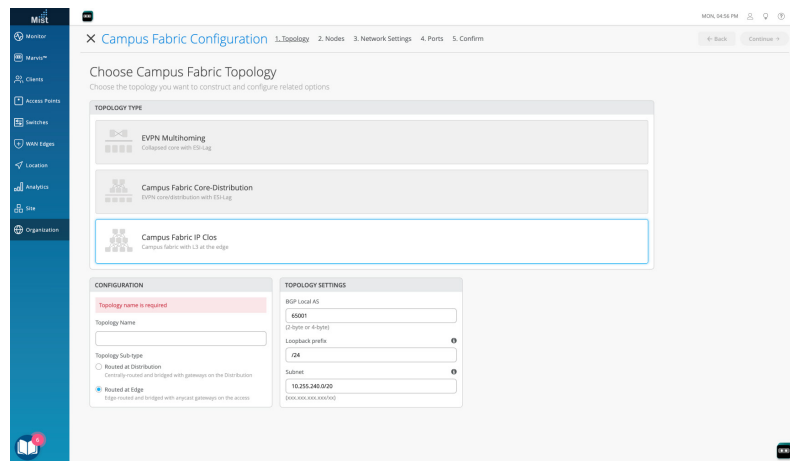 Mist
MON, 04:56 PM
Monitor
Marvis™
Clients
Access Points
Switches
WAN Edges
Location
Analytics
Site
Organization
6
Campus Fabric Configuration 1. Topology 2. Nodes 3. Network Settings 4. Ports 5. Confirm
← Back
Continue →
Choose Campus Fabric Topology
Choose the topology you want to construct and configure related options
TOPOLOGY TYPE
EVPN Multihoming
Collapsed core with ESI-Lag
Campus Fabric Core-Distribution
EVPN core/distribution with ESI-Lag
Campus Fabric IP Clos
Campus fabric with L3 at the edge
CONFIGURATION
Topology name is required
Topology Name
Topology Sub-type
Routed at Distribution
Centrally-routed and bridged with gateways on the Distribution
Routed at Edge
Edge routed and bridged with anycast gateways on the access
TOPOLOGY SETTINGS
BGP Local AS
65001
(2-byte or 4-byte)
Loopback prefix
/24
Subnet
10.255.240.0/20
(xxx.xxx.xxx.xxx/xx)